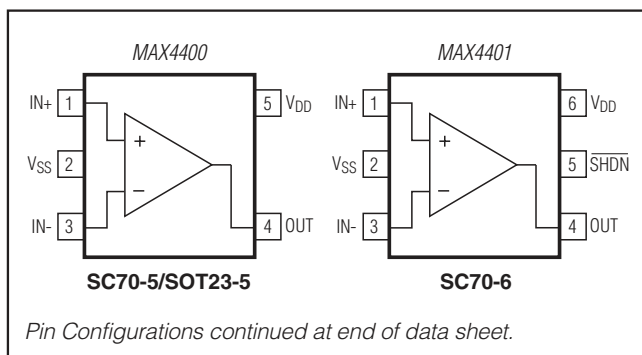 MAX4400
IN+ 1
5 VDD
+
VSS 2
−
IN- 3
4 OUT
SC70-5/SOT23-5
MAX4401
IN+ 1
6 VDD
+
VSS 2
5 SHDN
−
IN- 3
4 OUT
SC70-6
Pin Configurations continued at end of data sheet.